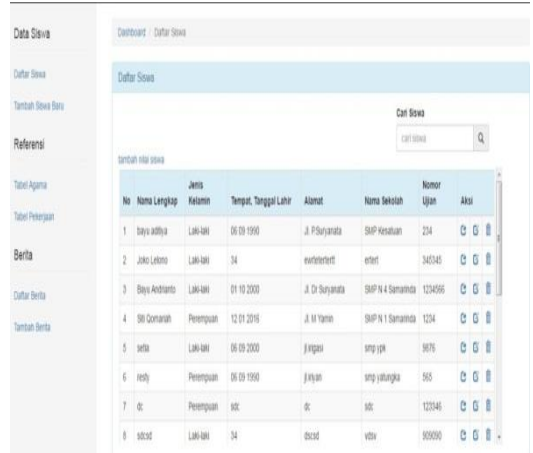 Data Siswa
Daftar Siswa
Tambah Siswa Baru
Referensi
Tabel Agama
Tabel Pekerjaan
Berita
Daftar Berita
Tambah Berita
Dashboard / Daftar Siswa
Daftar Siswa
Cari Siswa
cari siswa
tambah nilai siswa
No Nama Lengkap Jenis Kelamin Tempat, Tanggal Lahir Alamat Nama Sekolah Nomor Ujian Aksi
1 bayu aditya Laki-laki 06 09 1990 Jl. P.Suryanata SMP Kesatuan 234
2 Joko Lelono Laki-laki 34 ewrteterterft ertert 345345
3 Bayu Andrianto Laki-laki 01 10 2000 Jl. Dr Suryanata SMP N 4 Samarinda 1234566
4 Siti Qomariah Perempuan 12 01 2016 Jl. M Yamin SMP N 1 Samarinda 1234
5 setia Laki-laki 06 09 2000 jl.irigasi smp ypk 5676
6 resty Perempuan 06 09 1990 jl.iriyan smp yatungka 565
7 dc Perempuan sdc dc sdc 123346
8 sdcsd Laki-laki 34 dscsd vdsv 909090